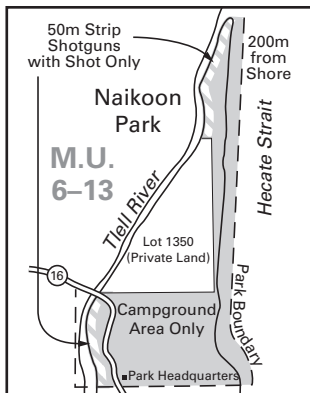 50m Strip
Shotguns
with Shot Only
200m
from
Shore
Naikoon
Park
Hecate Strait
M.U.
6–13
Tlell River
Lot 1350
(Private Land)
16
Campground
Area Only
Park Boundary
Park Headquarters